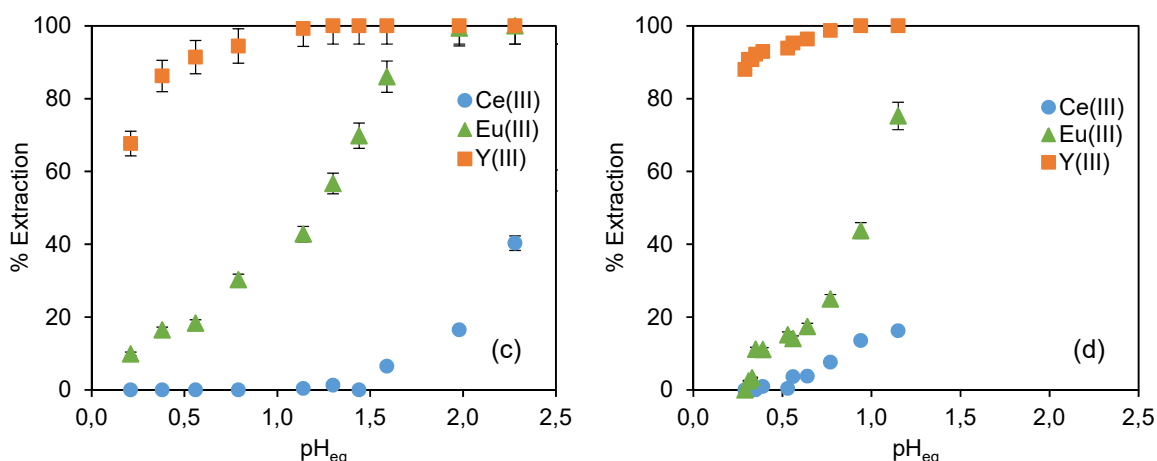 100
80
60
40
20
0
% Extraction
Ce(III)
Eu(III)
Y(III)
(c)
0,0 0,5 1,0 1,5 2,0 2,5
pHeq
100
80
60
40
20
0
% Extraction
Ce(III)
Eu(III)
Y(III)
(d)
0,0 0,5 1,0 1,5 2,0 2,5
pHeq